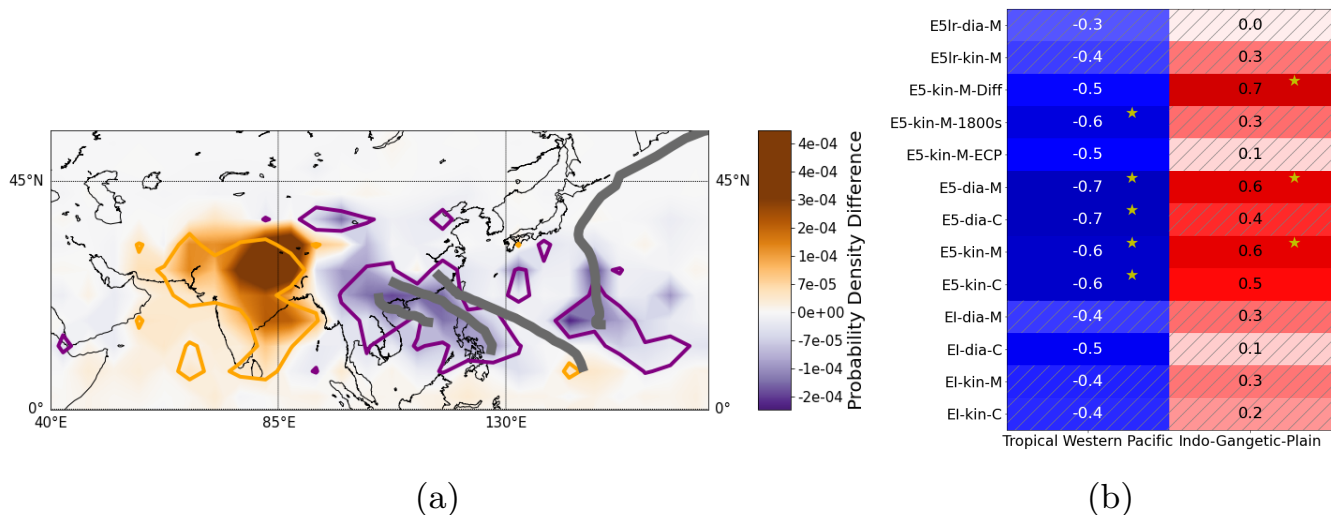 45°N
0°
40°E
85°E
130°E
45°N
0°
4e-04
3e-04
2e-04
1e-04
7e-05
0e+00
-7e-05
-1e-04
-2e-04
Probability Density Difference
(a)
E5lr-dia-M -0.3 0.0
E5lr-kin-M -0.4 0.3
E5-kin-M-Diff -0.5 0.7
E5-kin-M-1800s -0.6 0.3
E5-kin-M-ECP -0.5 0.1
E5-dia-M -0.7 0.6
E5-dia-C -0.7 0.4
E5-kin-M -0.6 0.6
E5-kin-C -0.6 0.5
EI-dia-M -0.4 0.3
EI-dia-C -0.5 0.1
EI-kin-M -0.4 0.3
EI-kin-C -0.4 0.2
Tropical Western Pacific Indo-Gangetic-Plain
(b)